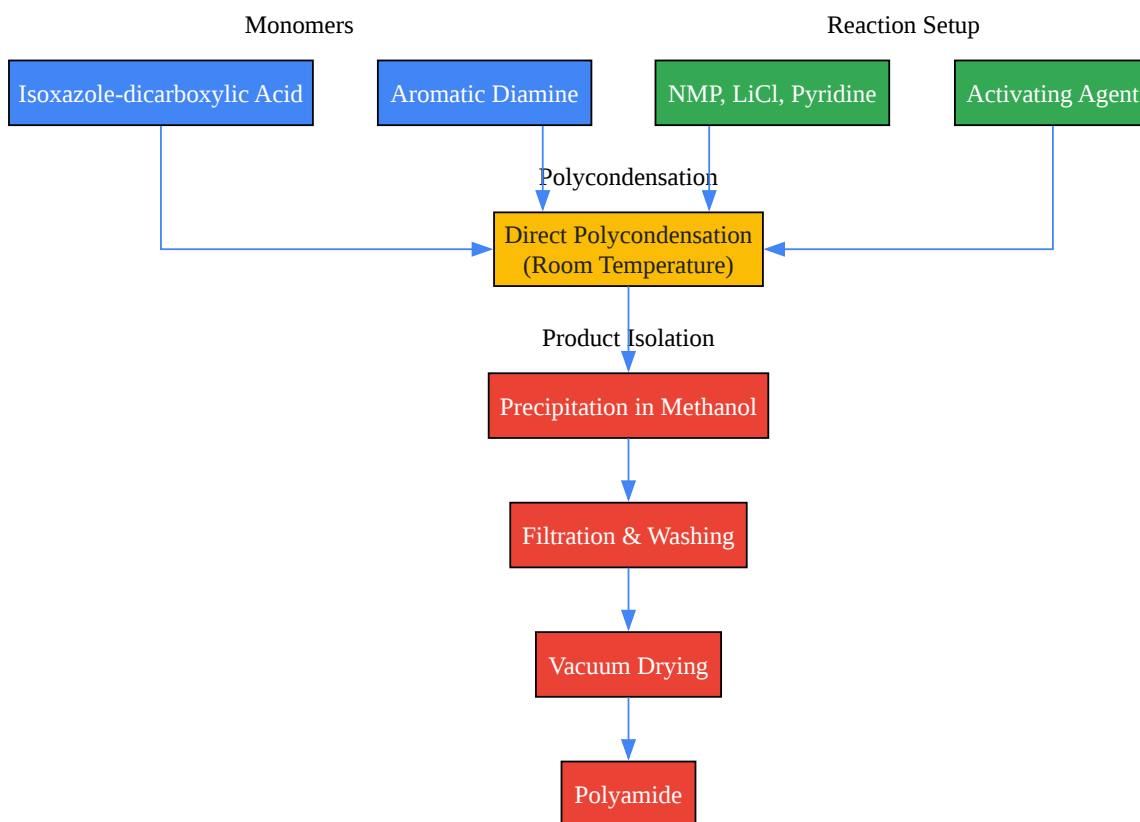 Monomers
Reaction Setup
Isoxazole-dicarboxylic Acid
Aromatic Diamine
NMP, LiCl, Pyridine
Activating Agent
Polycondensation
Direct Polycondensation
(Room Temperature)
Product Isolation
Precipitation in Methanol
Filtration & Washing
Vacuum Drying
Polyamide